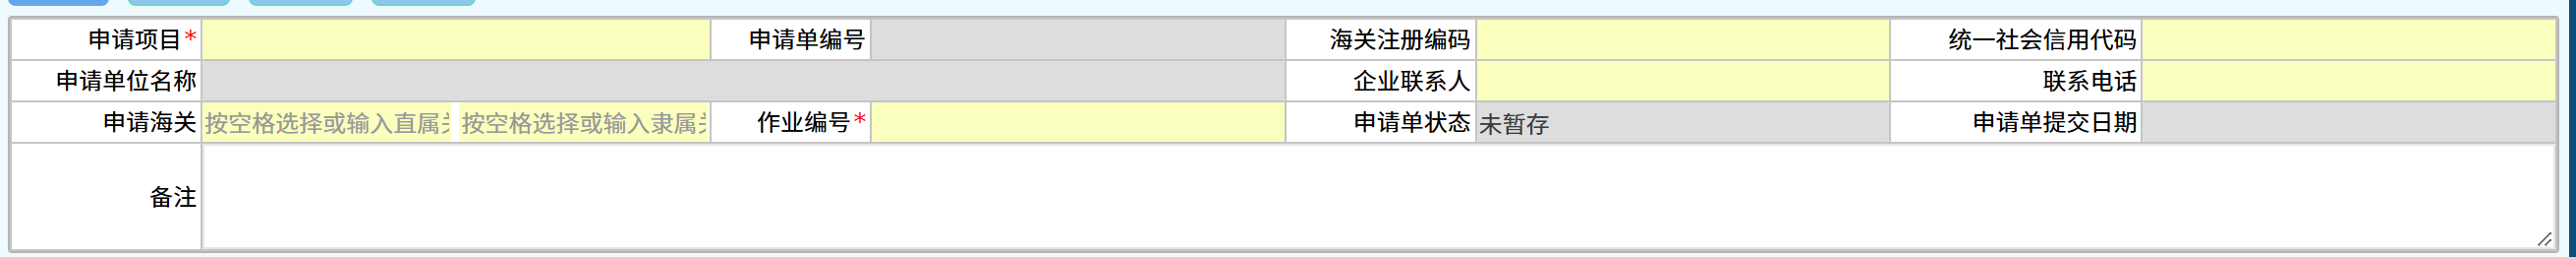 申请项目* 申请单编号 海关注册编码 统一社会信用代码
申请单位名称 企业联系人 联系电话
申请海关 按空格选择或输入直属 按空格选择或输入隶属 作业编号* 申请单状态 未暂存 申请单提交日期
备注